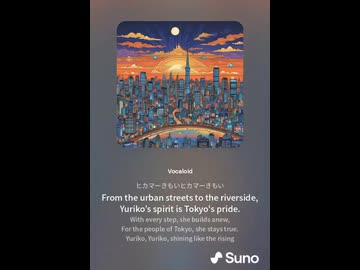 Vocaloid
ヒカマーきもいヒカマーきもい
From the urban streets to the riverside,
Yuriko's spirit is Tokyo's pride.
With every step, she builds anew,
For the people of Tokyo, she stays true.
Yuriko, Yuriko, shining like the rising
Suno